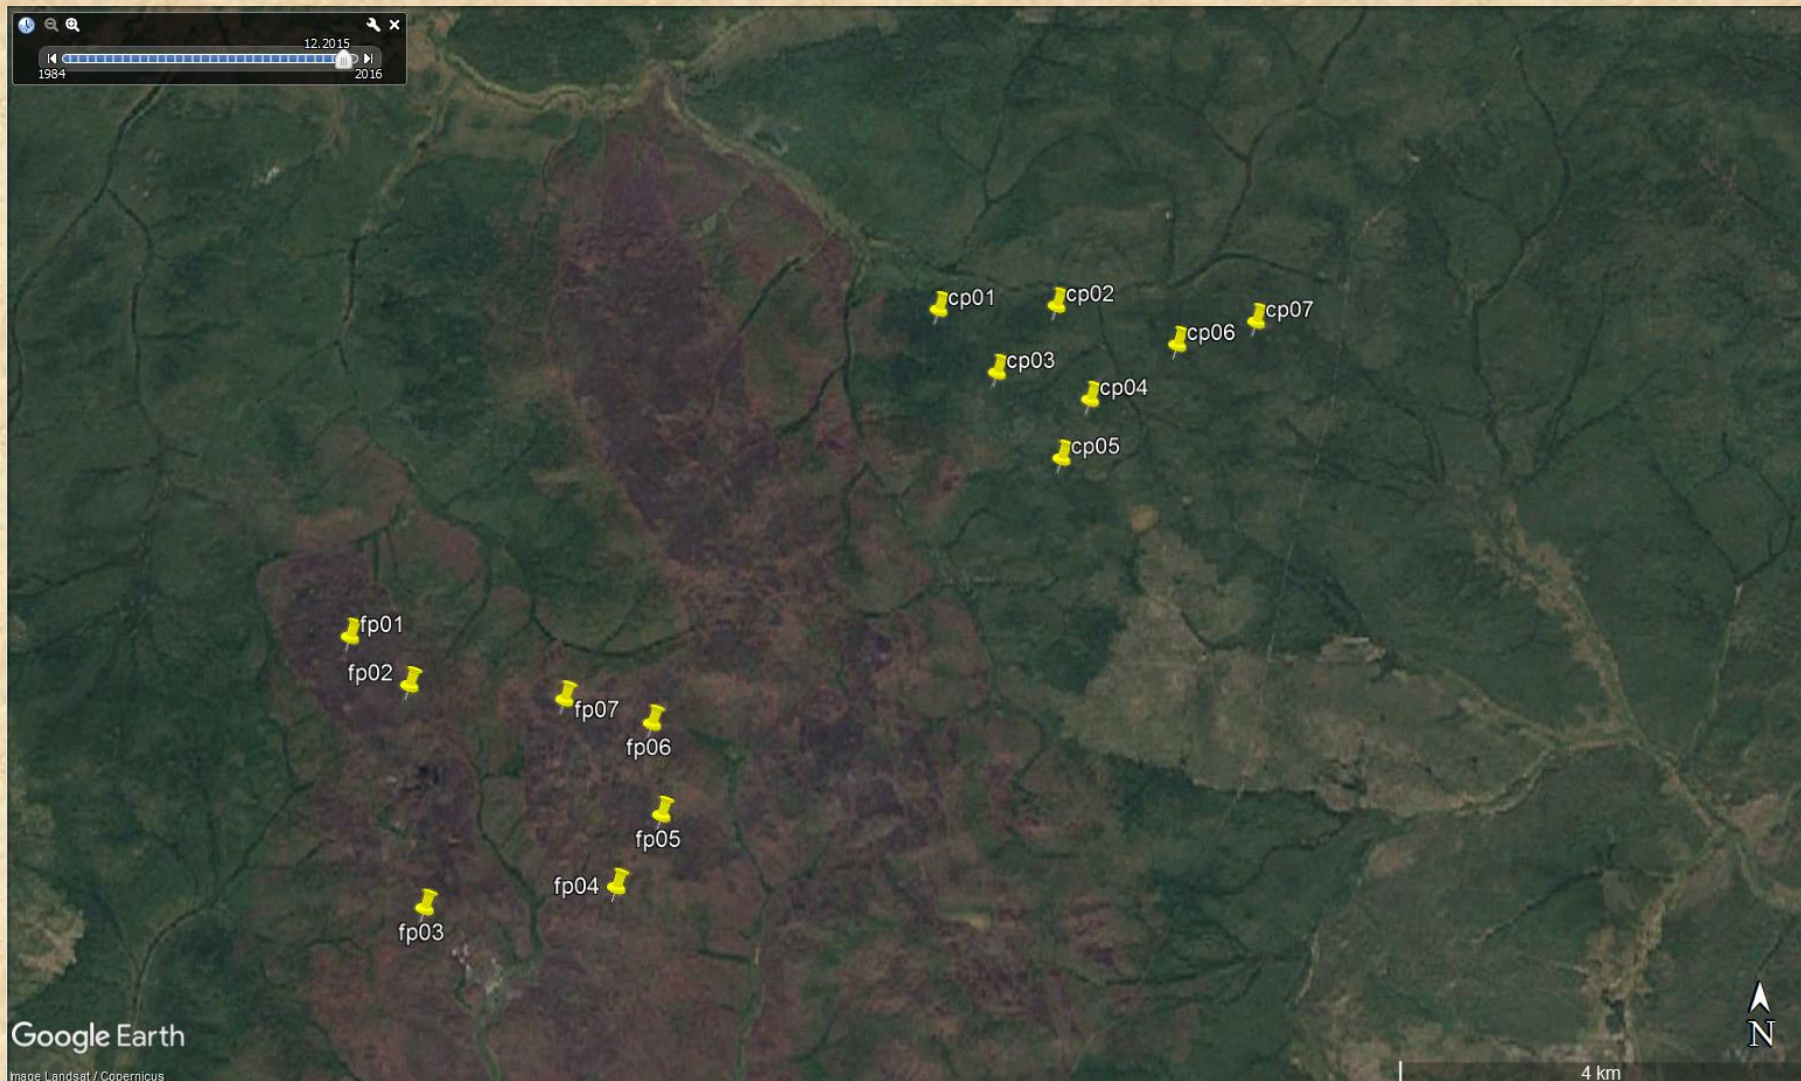 12.2015
1984 2016
cp01
cp02
cp07
cp06
cp03
cp04
cp05
fp01
fp02
fp07
fp06
fp05
fp04
fp03
Google Earth
Image Landsat / Copernicus
N
4 km